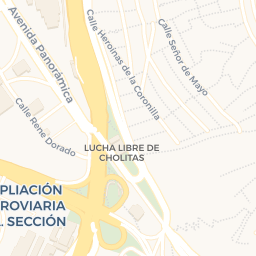 Avenida Panorámica
Calle Heroínas de la Coronilla
Calle Señor de Mayo
Calle Rene Dorado
LUCHA LIBRE DE
CHOLITAS
PLIACIÓN
ROVIARIA
. SECCIÓN